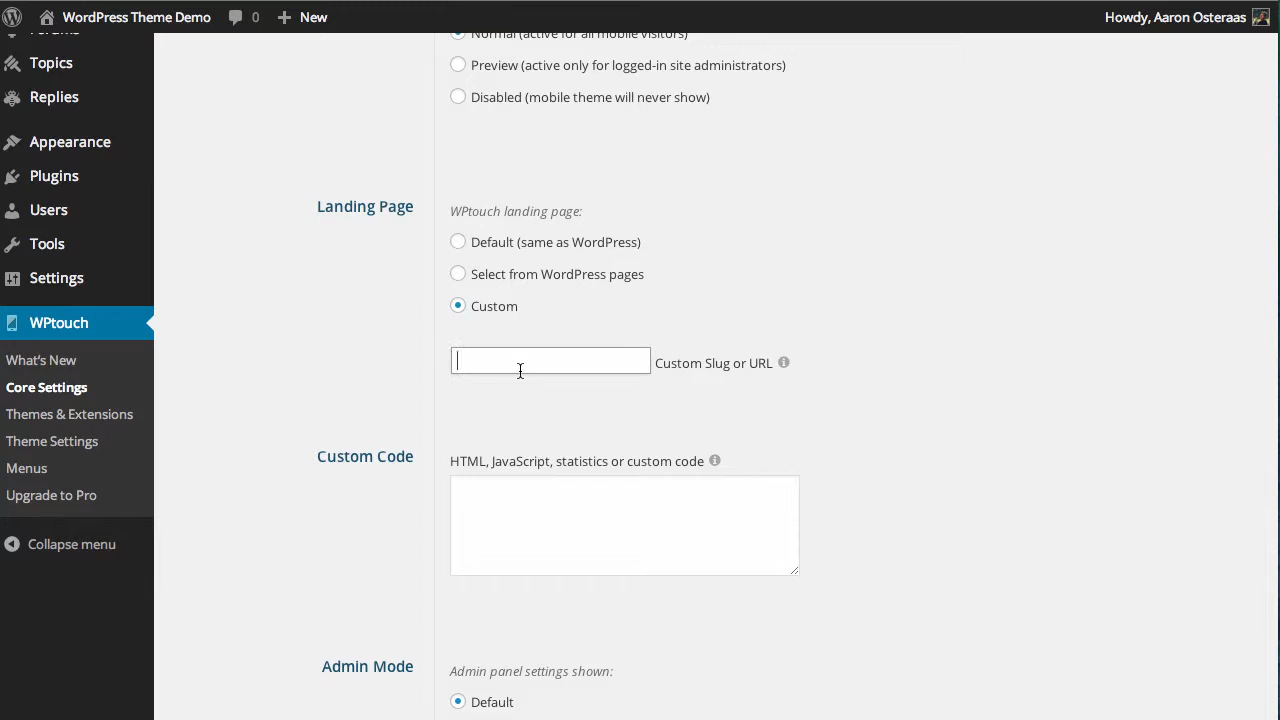 WordPress Theme Demo 0 New Howdy, Aaron Osteraas
Forums
Topics
Replies
Appearance
Plugins
Users
Tools
Settings
WPtouch
What's New
Core Settings
Themes & Extensions
Theme Settings
Menus
Upgrade to Pro
Collapse menu
Normal (active for all mobile visitors)
Preview (active only for logged-in site administrators)
Disabled (mobile theme will never show)
Landing Page
WPtouch landing page:
Default (same as WordPress)
Select from WordPress pages
Custom
Custom Slug or URL
Custom Code
HTML, JavaScript, statistics or custom code
Admin Mode
Admin panel settings shown:
Default